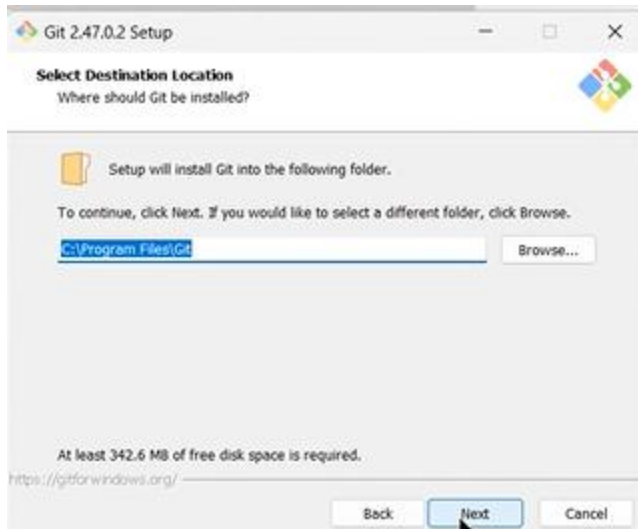 Git 2.47.0.2 Setup
Select Destination Location
Where should Git be installed?
Setup will install Git into the following folder.
To continue, click Next. If you would like to select a different folder, click Browse.
C:\Program Files\Git
Browse...
At least 342.6 MB of free disk space is required.
https://gitforwindows.org/
Back
Next
Cancel